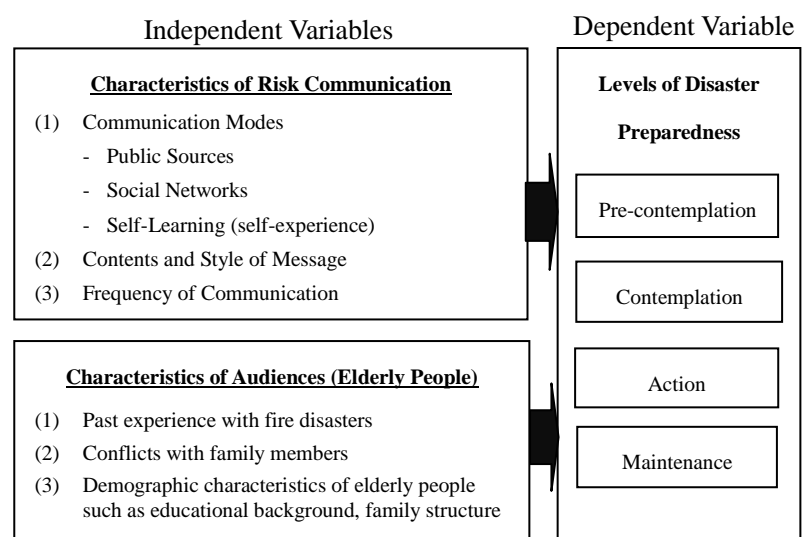 Independent Variables
Characteristics of Risk Communication
(1) Communication Modes
- Public Sources
- Social Networks
- Self-Learning (self-experience)
(2) Contents and Style of Message
(3) Frequency of Communication
Characteristics of Audiences (Elderly People)
(1) Past experience with fire disasters
(2) Conflicts with family members
(3) Demographic characteristics of elderly people
such as educational background, family structure
Dependent Variable
Levels of Disaster
Preparedness
Pre-contemplation
Contemplation
Action
Maintenance